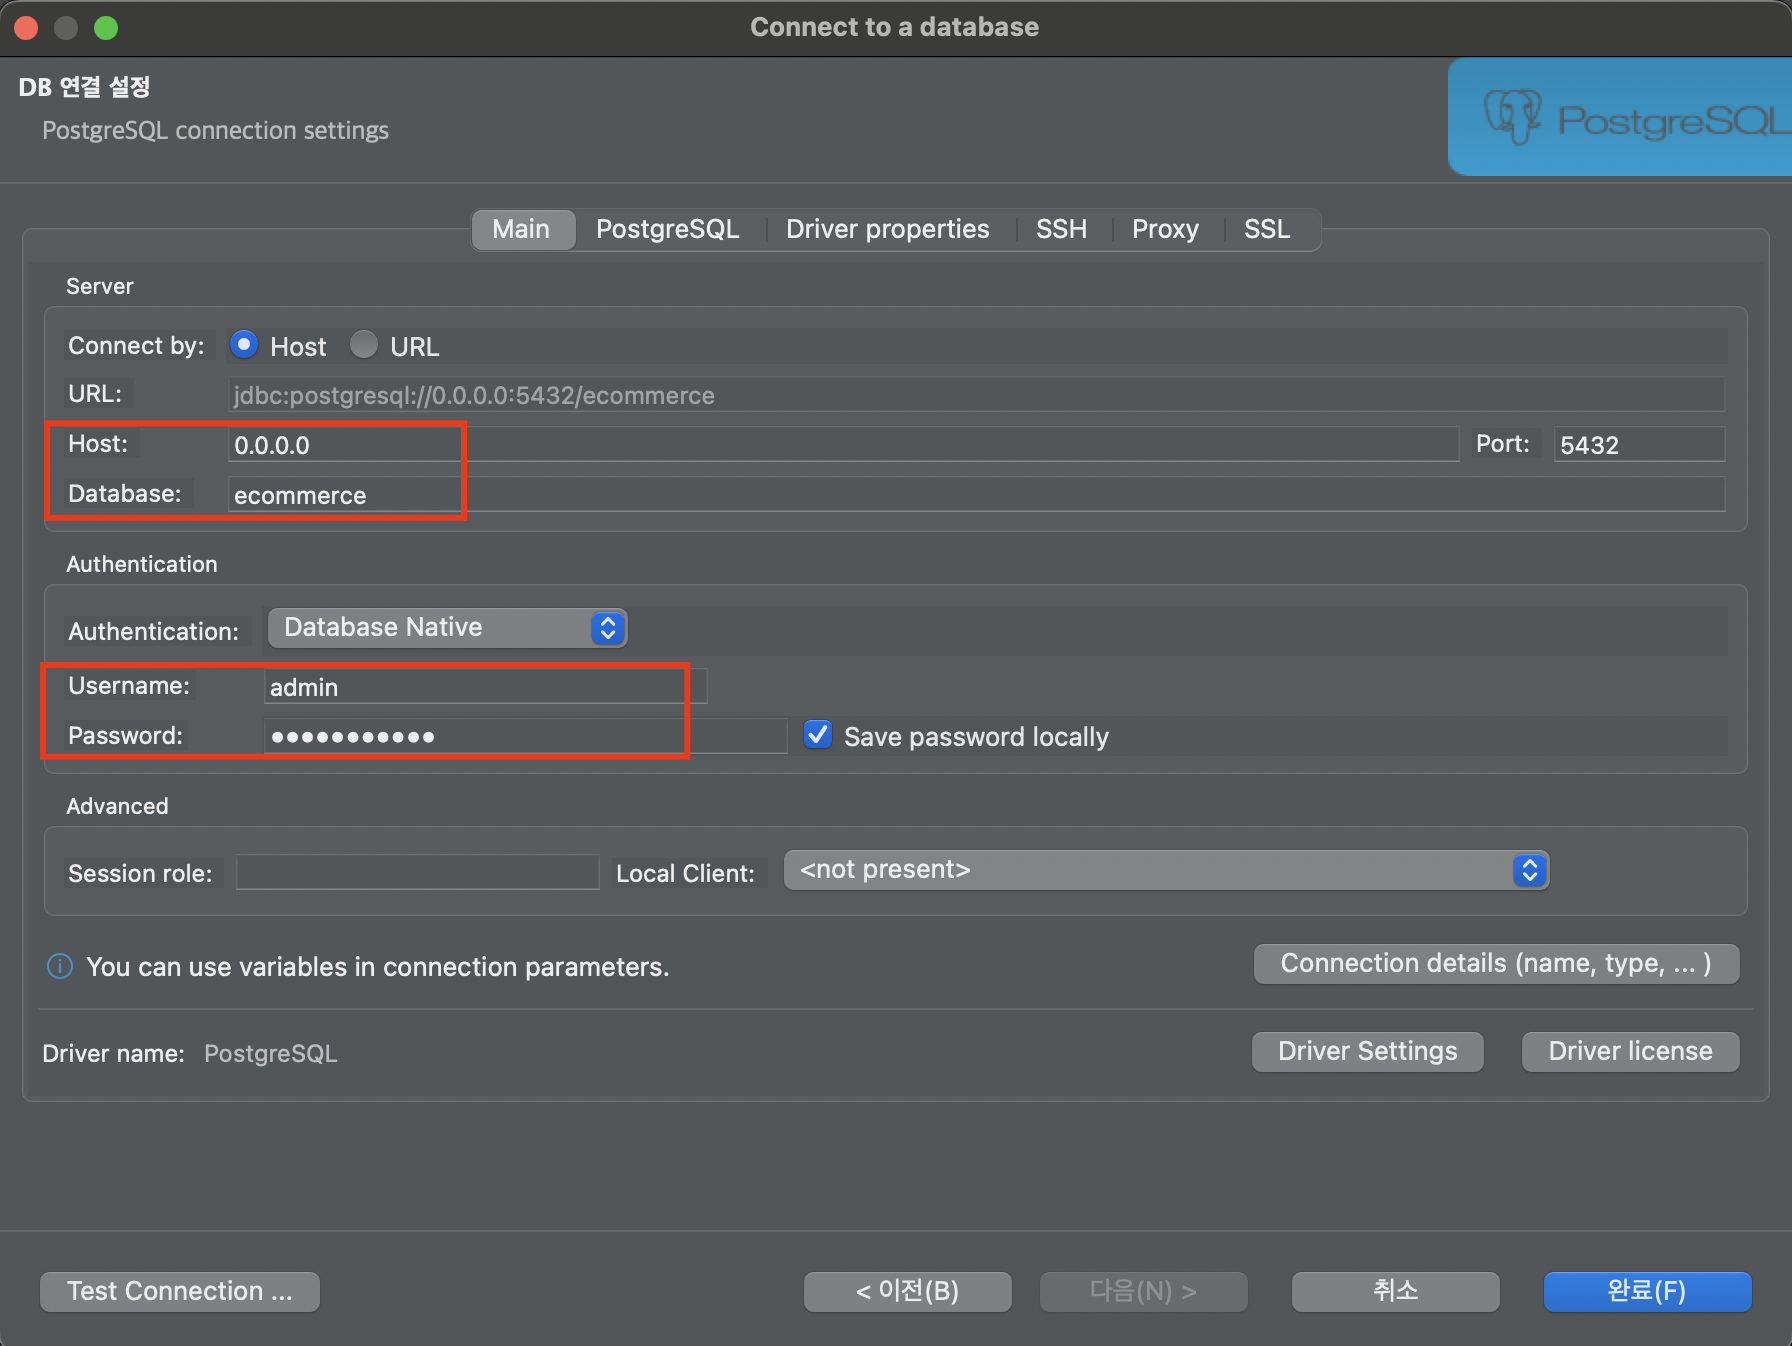 Connect to a database
DB 연결 설정
PostgreSQL connection settings
PostgreSQL
Main PostgreSQL Driver properties SSH Proxy SSL
Server
Connect by: Host URL
URL: jdbc:postgresql://0.0.0.0:5432/ecommerce
Host: 0.0.0.0 Port: 5432
Database: ecommerce
Authentication
Authentication: Database Native
Username: admin
Password: ●●●●●●●●●●● Save password locally
Advanced
Session role: Local Client: <not present>
You can use variables in connection parameters. Connection details (name, type, ... )
Driver name: PostgreSQL Driver Settings Driver license
Test Connection ... < 이전(B) 다음(N) > 취소 완료(F)